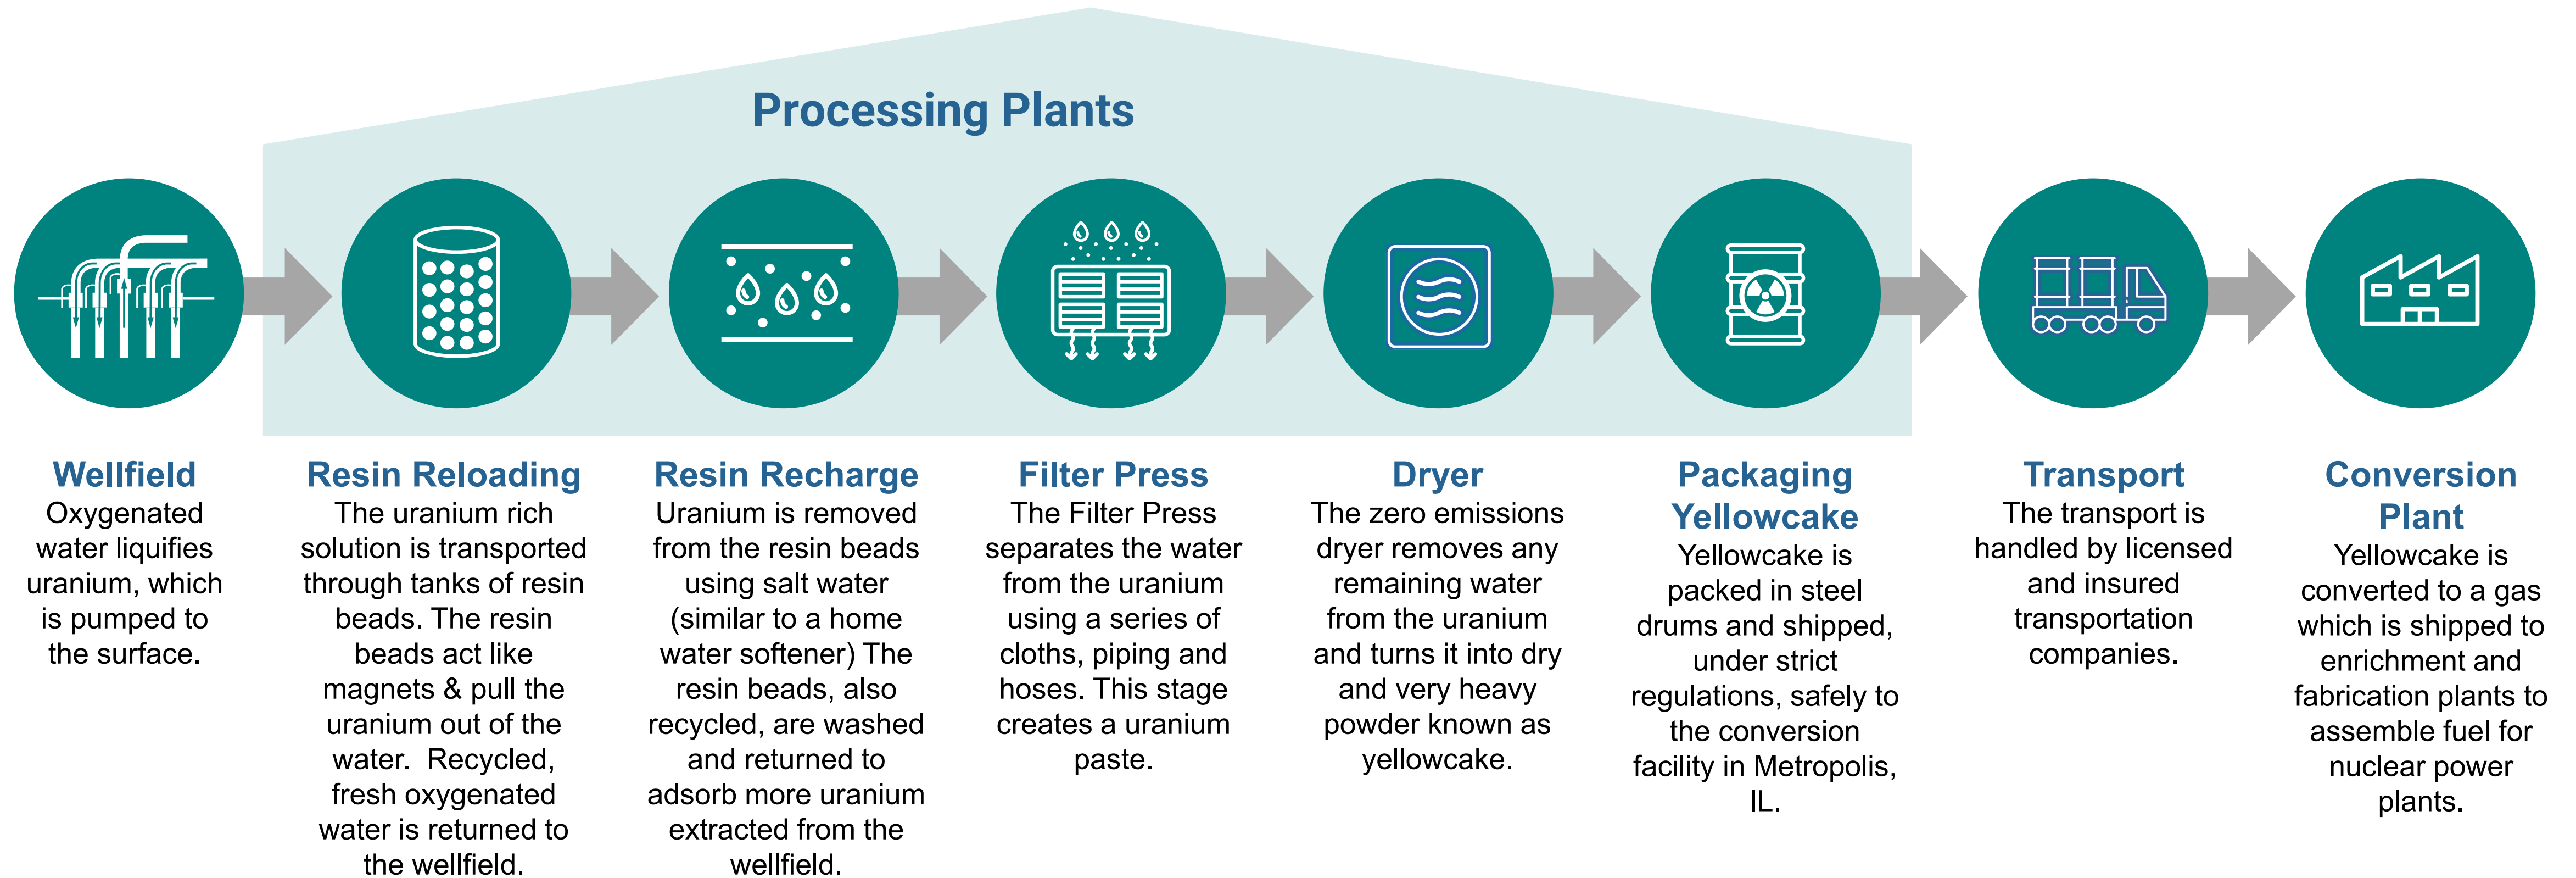 Processing Plants
Wellfield
Oxygenated
water liquifies
uranium, which
is pumped to
the surface.
Resin Reloading
The uranium rich
solution is transported
through tanks of resin
beads. The resin
beads act like
magnets & pull the
uranium out of the
water.  Recycled,
fresh oxygenated
water is returned to
the wellfield.
Resin Recharge
Uranium is removed
from the resin beads
using salt water
(similar to a home
water softener) The
resin beads, also
recycled, are washed
and returned to
adsorb more uranium
extracted from the
wellfield.
Filter Press
The Filter Press
separates the water
from the uranium
using a series of
cloths, piping and
hoses. This stage
creates a uranium
paste.
Dryer
The zero emissions
dryer removes any
remaining water
from the uranium
and turns it into dry
and very heavy
powder known as
yellowcake.
Packaging
Yellowcake
Yellowcake is
packed in steel
drums and shipped,
under strict
regulations, safely to
the conversion
facility in Metropolis,
IL.
Transport
The transport is
handled by licensed
and insured
transportation
companies.
Conversion
Plant
Yellowcake is
converted to a gas
which is shipped to
enrichment and
fabrication plants to
assemble fuel for
nuclear power
plants.